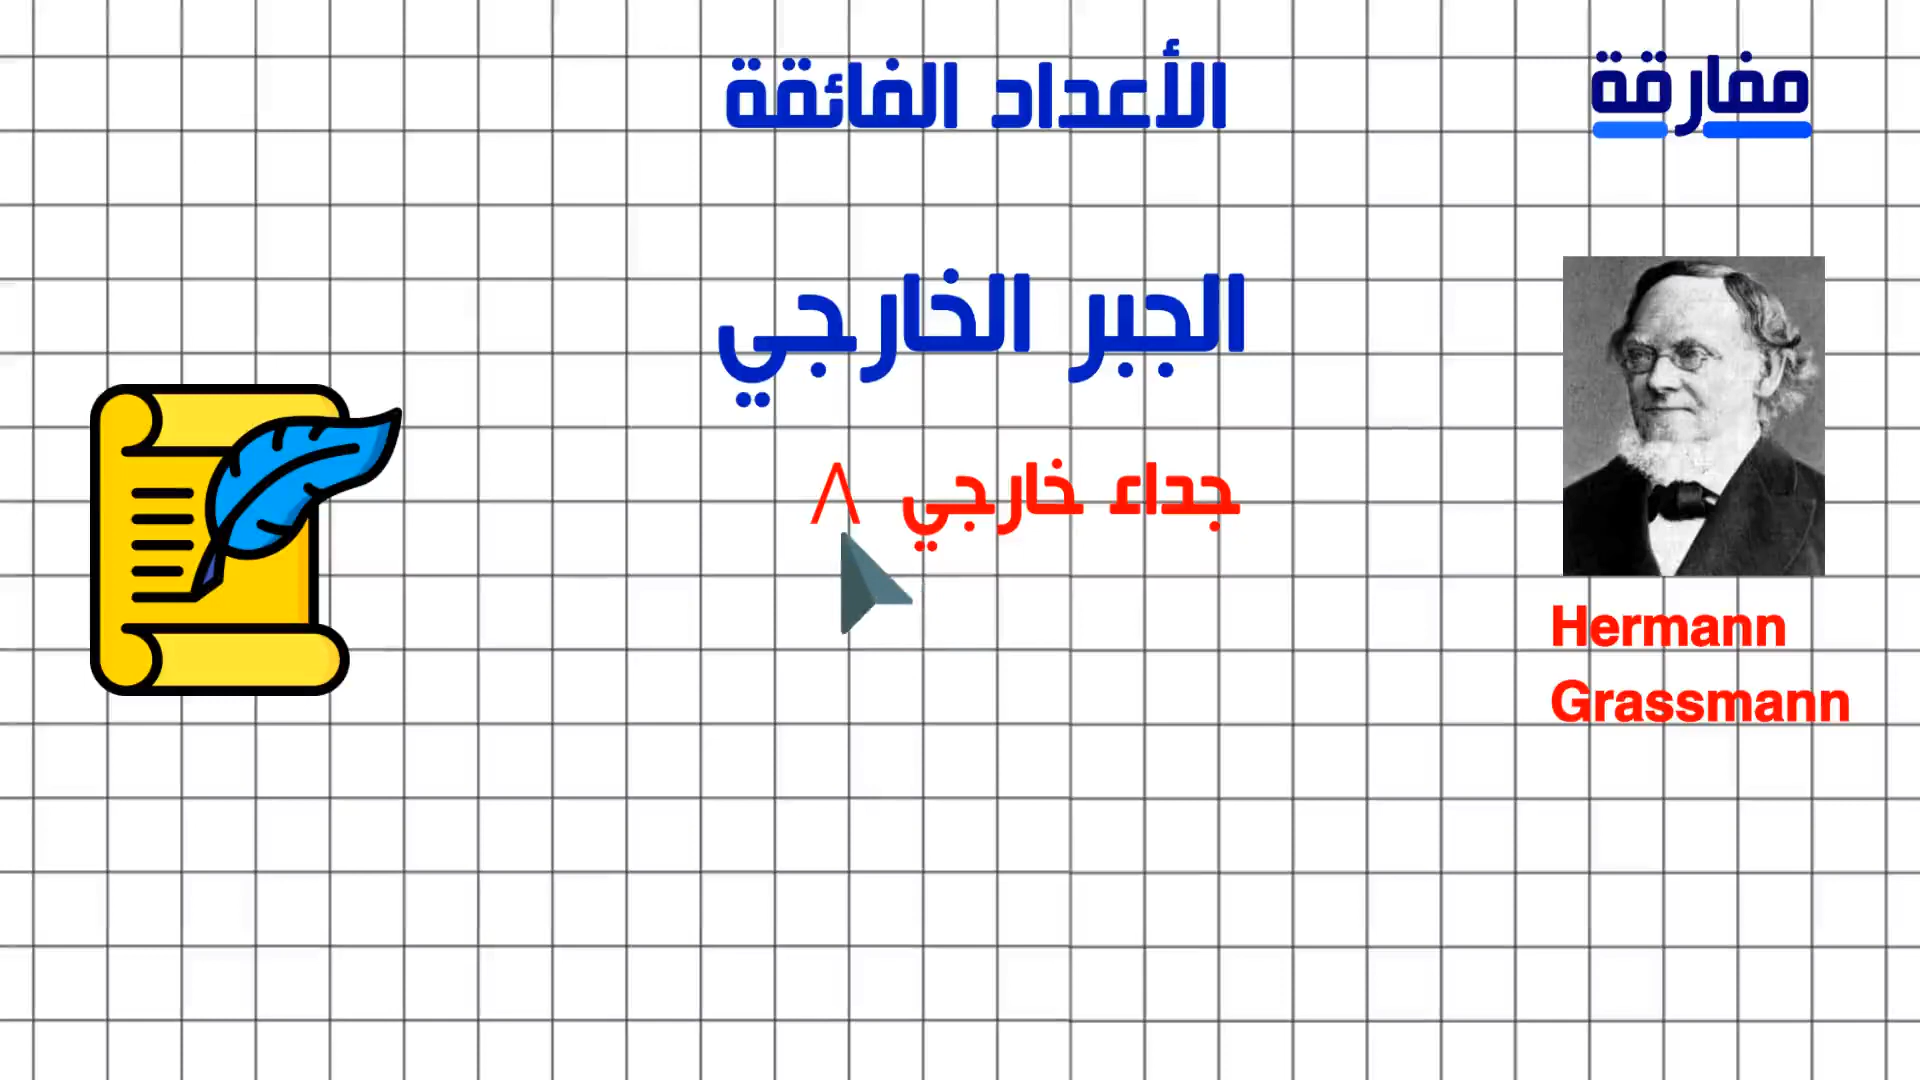 مفارقة
الأعداد الفائقة
الجبر الخارجي
جداء خارجي ∧
Hermann
Grassmann